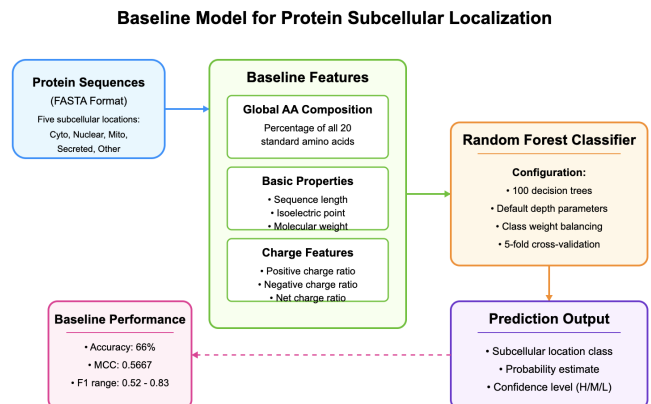 Baseline Model for Protein Subcellular Localization
Protein Sequences
(FASTA Format)
Five subcellular locations:
Cyto, Nuclear, Mito,
Secreted, Other
Baseline Features
Global AA Composition
Percentage of all 20
standard amino acids
Basic Properties
• Sequence length
• Isoelectric point
• Molecular weight
Charge Features
• Positive charge ratio
• Negative charge ratio
• Net charge ratio
Random Forest Classifier
Configuration:
• 100 decision trees
• Default depth parameters
• Class weight balancing
• 5-fold cross-validation
Prediction Output
• Subcellular location class
• Probability estimate
• Confidence level (H/M/L)
Baseline Performance
• Accuracy: 66%
• MCC: 0.5667
• F1 range: 0.52 - 0.83